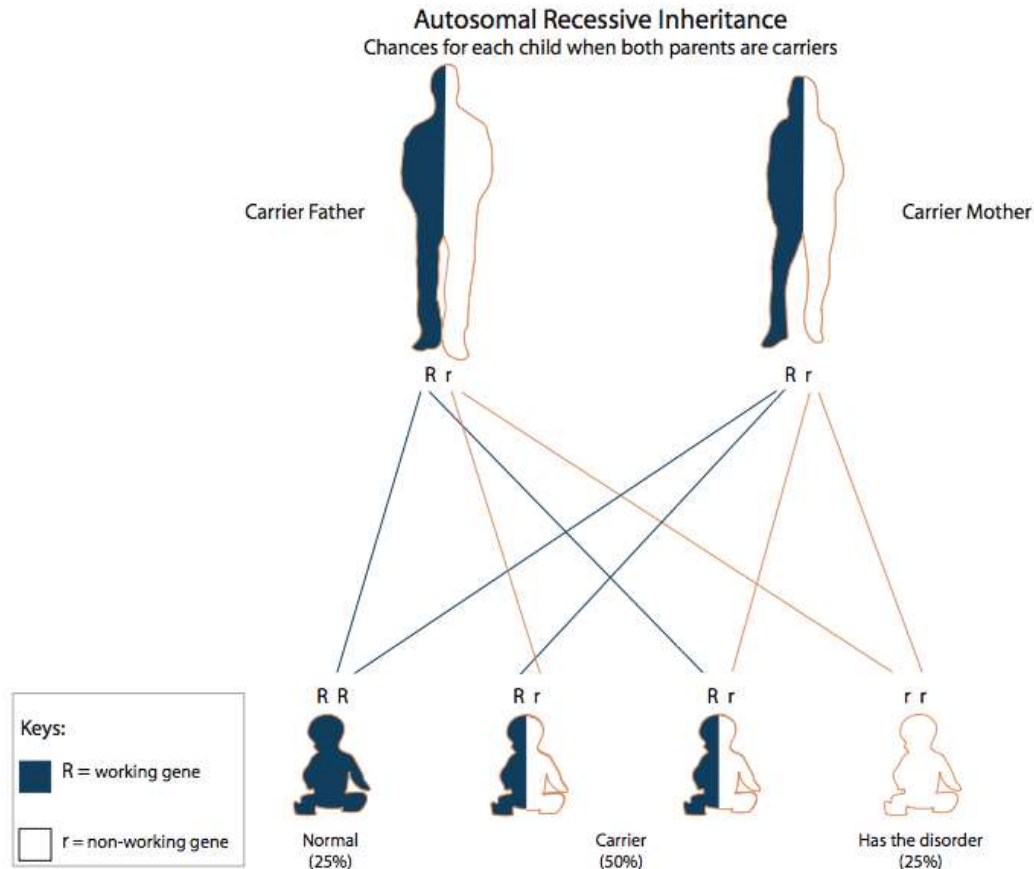 Autosomal Recessive Inheritance
Chances for each child when both parents are carriers
Carrier Father
Carrier Mother
R r
R r
R R
R r
R r
r r
Keys:
R = working gene
r = non-working gene
Normal
(25%)
Carrier
(50%)
Has the disorder
(25%)